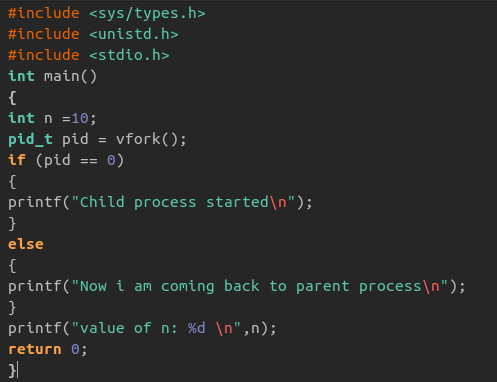 #include <sys/types.h>
#include <unistd.h>
#include <stdio.h>
int main()
{
int n =10;
pid_t pid = vfork();
if (pid == 0)
{
printf("Child process started\n");
}
else
{
printf("Now i am coming back to parent process\n");
}
printf("value of n: %d \n",n);
return 0;
}